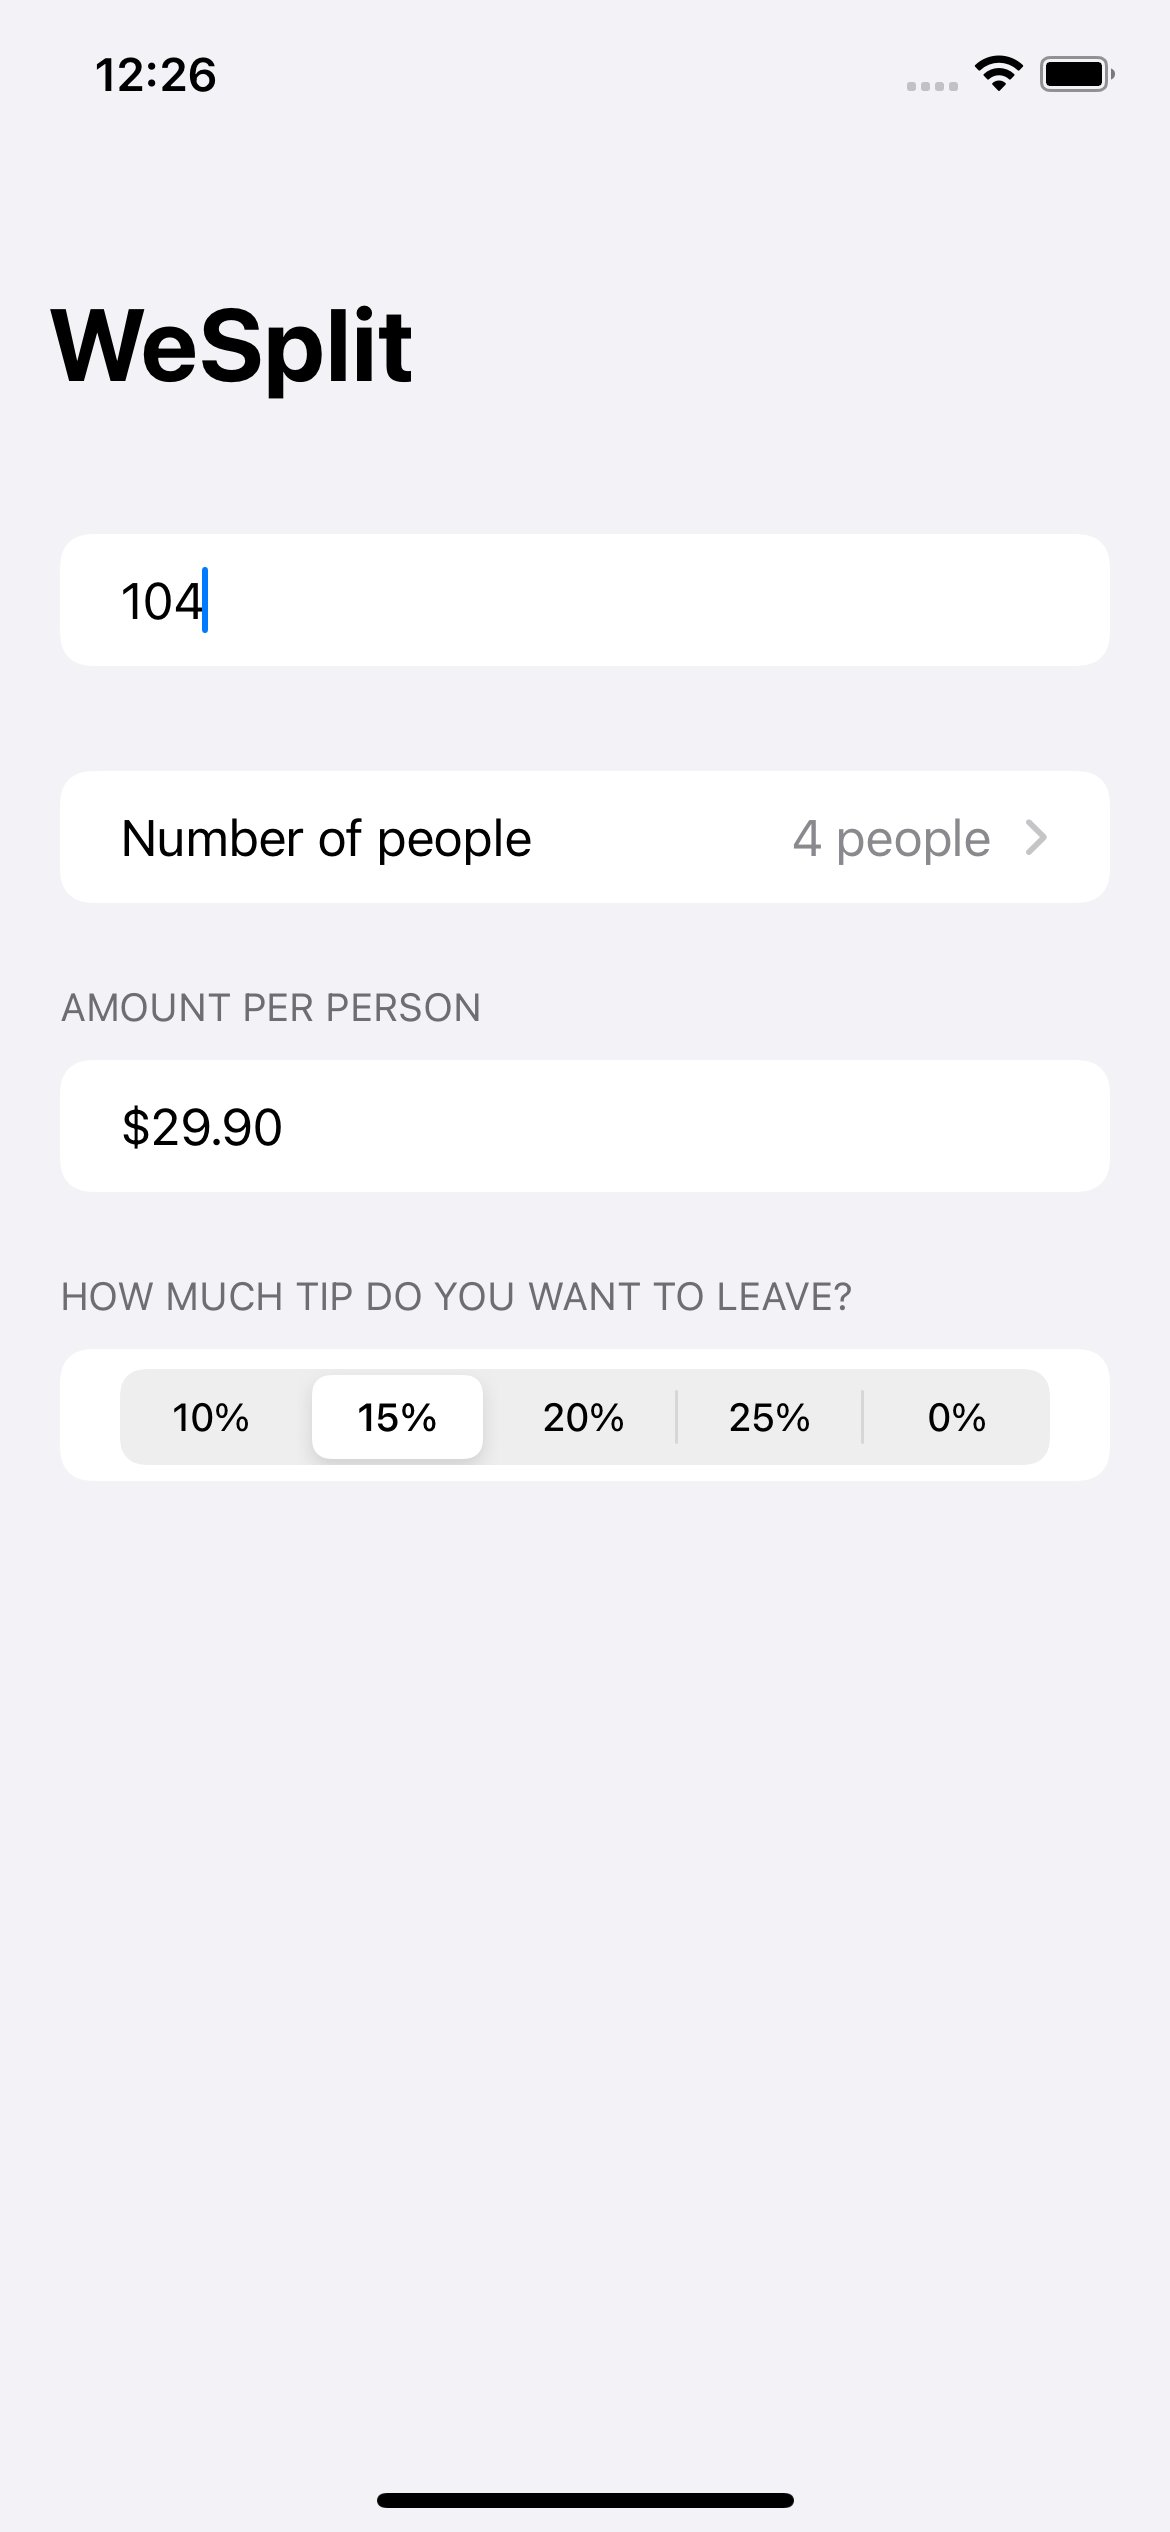 12:26
WeSplit
104
Number of people 4 people
AMOUNT PER PERSON
$29.90
HOW MUCH TIP DO YOU WANT TO LEAVE?
10% 15% 20% 25% 0%